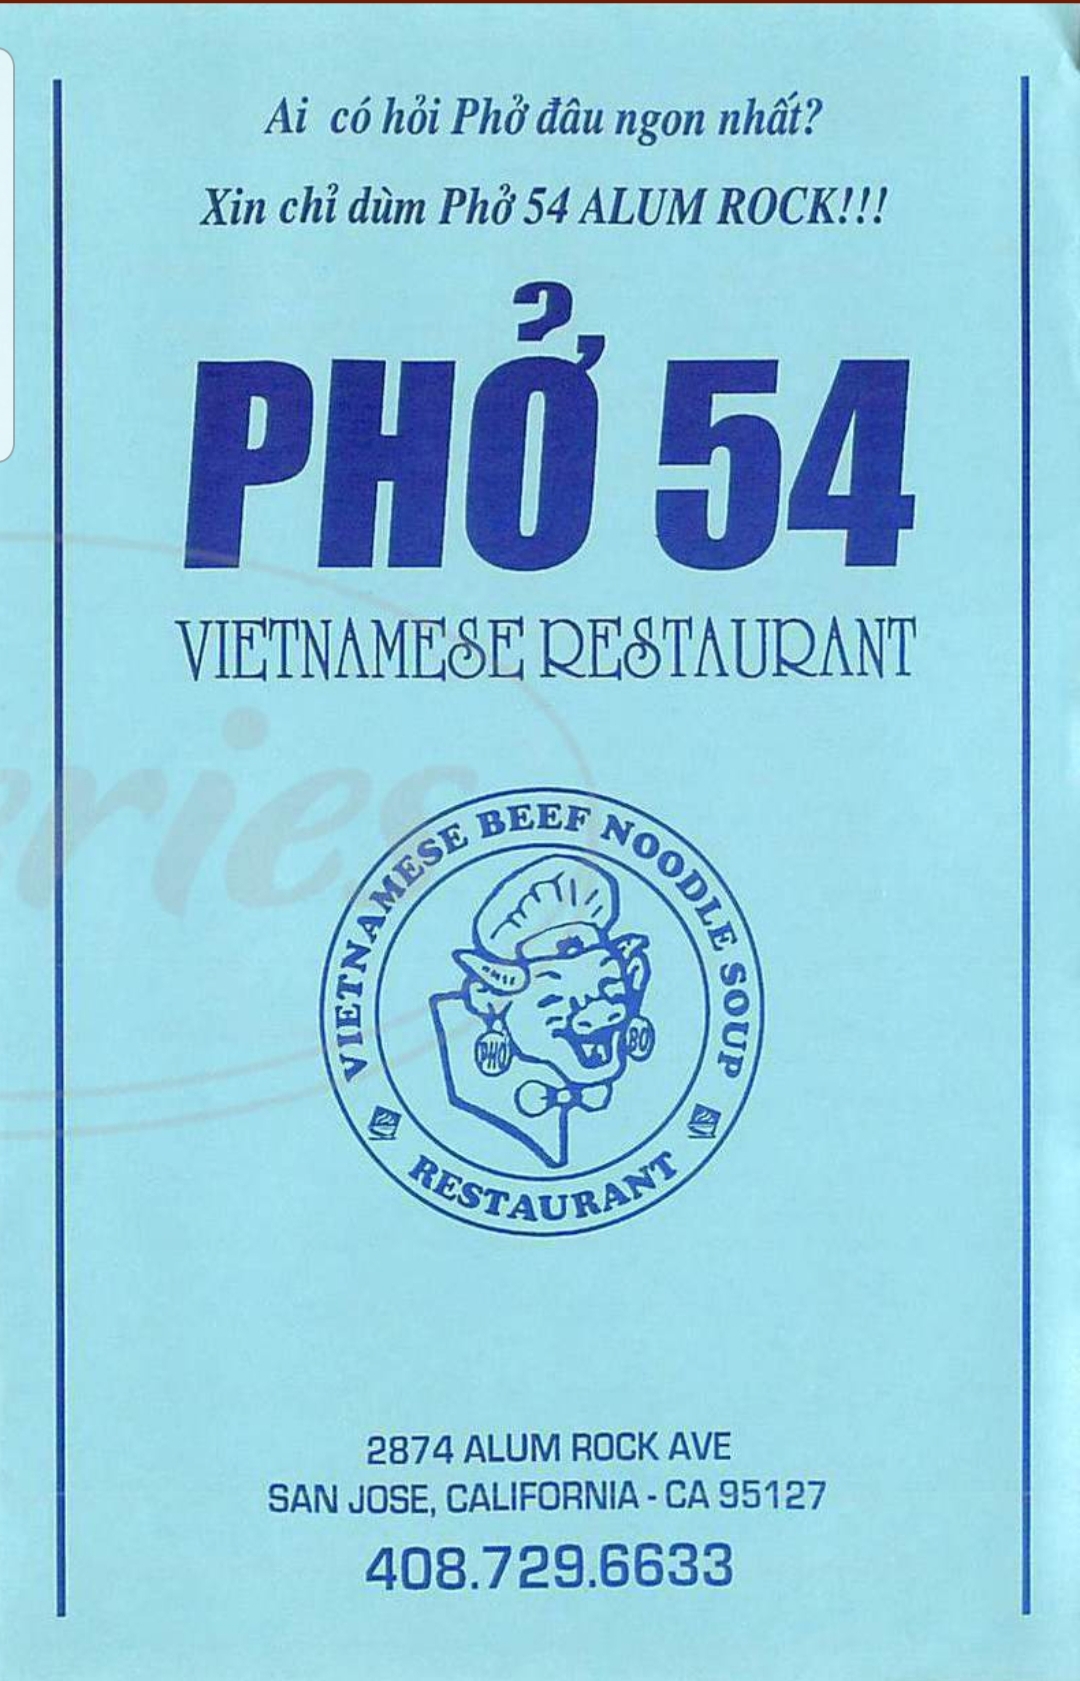 Ai có hỏi Phở đâu ngon nhất?
Xin chỉ dùm Phở 54 ALUM ROCK!!!
PHỞ 54
VIETNAMESE RESTAURANT
VIETNAMESE BEEF NOODLE SOUP
PHỞ
BO
RESTAURANT
2874 ALUM ROCK AVE
SAN JOSE, CALIFORNIA - CA 95127
408.729.6633